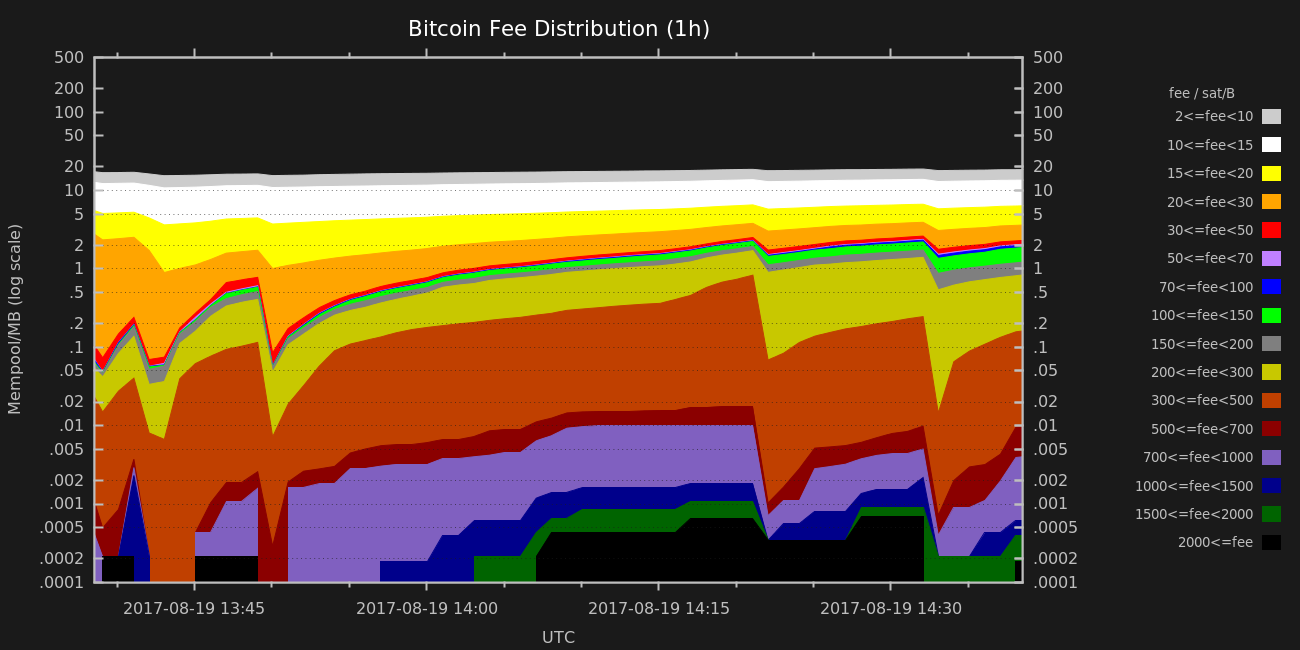 Bitcoin Fee Distribution (1h)
500
200
100
50
20
10
5
2
1
.5
.2
.1
.05
.02
.01
.005
.002
.001
.0005
.0002
.0001
Mempool/MB (log scale)
500
200
100
50
20
10
5
2
1
.5
.2
.1
.05
.02
.01
.005
.002
.001
.0005
.0002
.0001
2017-08-19 13:45
2017-08-19 14:00
2017-08-19 14:15
2017-08-19 14:30
UTC
fee / sat/B
2<=fee<10
10<=fee<15
15<=fee<20
20<=fee<30
30<=fee<50
50<=fee<70
70<=fee<100
100<=fee<150
150<=fee<200
200<=fee<300
300<=fee<500
500<=fee<700
700<=fee<1000
1000<=fee<1500
1500<=fee<2000
2000<=fee